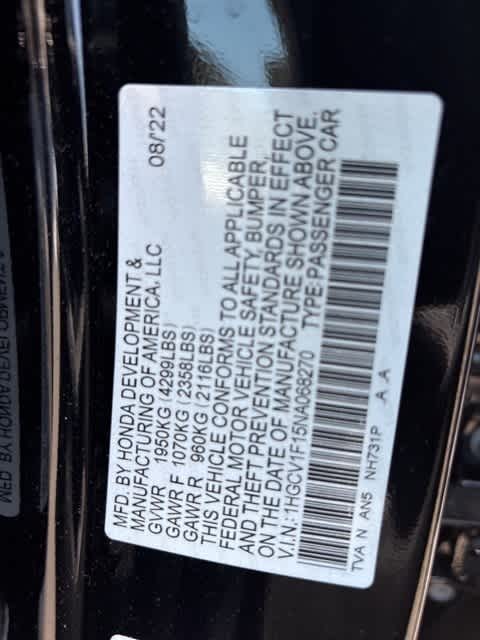 MFD. BY HONDA DEVELOPMENT &
MANUFACTURING OF AMERICA, LLC 08/22
GVWR 1950KG (4299LBS)
GAWR F 1070KG (2358LBS)
GAWR R 960KG (2116LBS)
THIS VEHICLE CONFORMS TO ALL APPLICABLE
FEDERAL MOTOR VEHICLE SAFETY, BUMPER,
AND THEFT PREVENTION STANDARDS IN EFFECT
ON THE DATE OF MANUFACTURE SHOWN ABOVE.
V.I.N.:1HGCV1F15NA068270 TYPE:PASSENGER CAR
TVA N AN5 NH731P A A